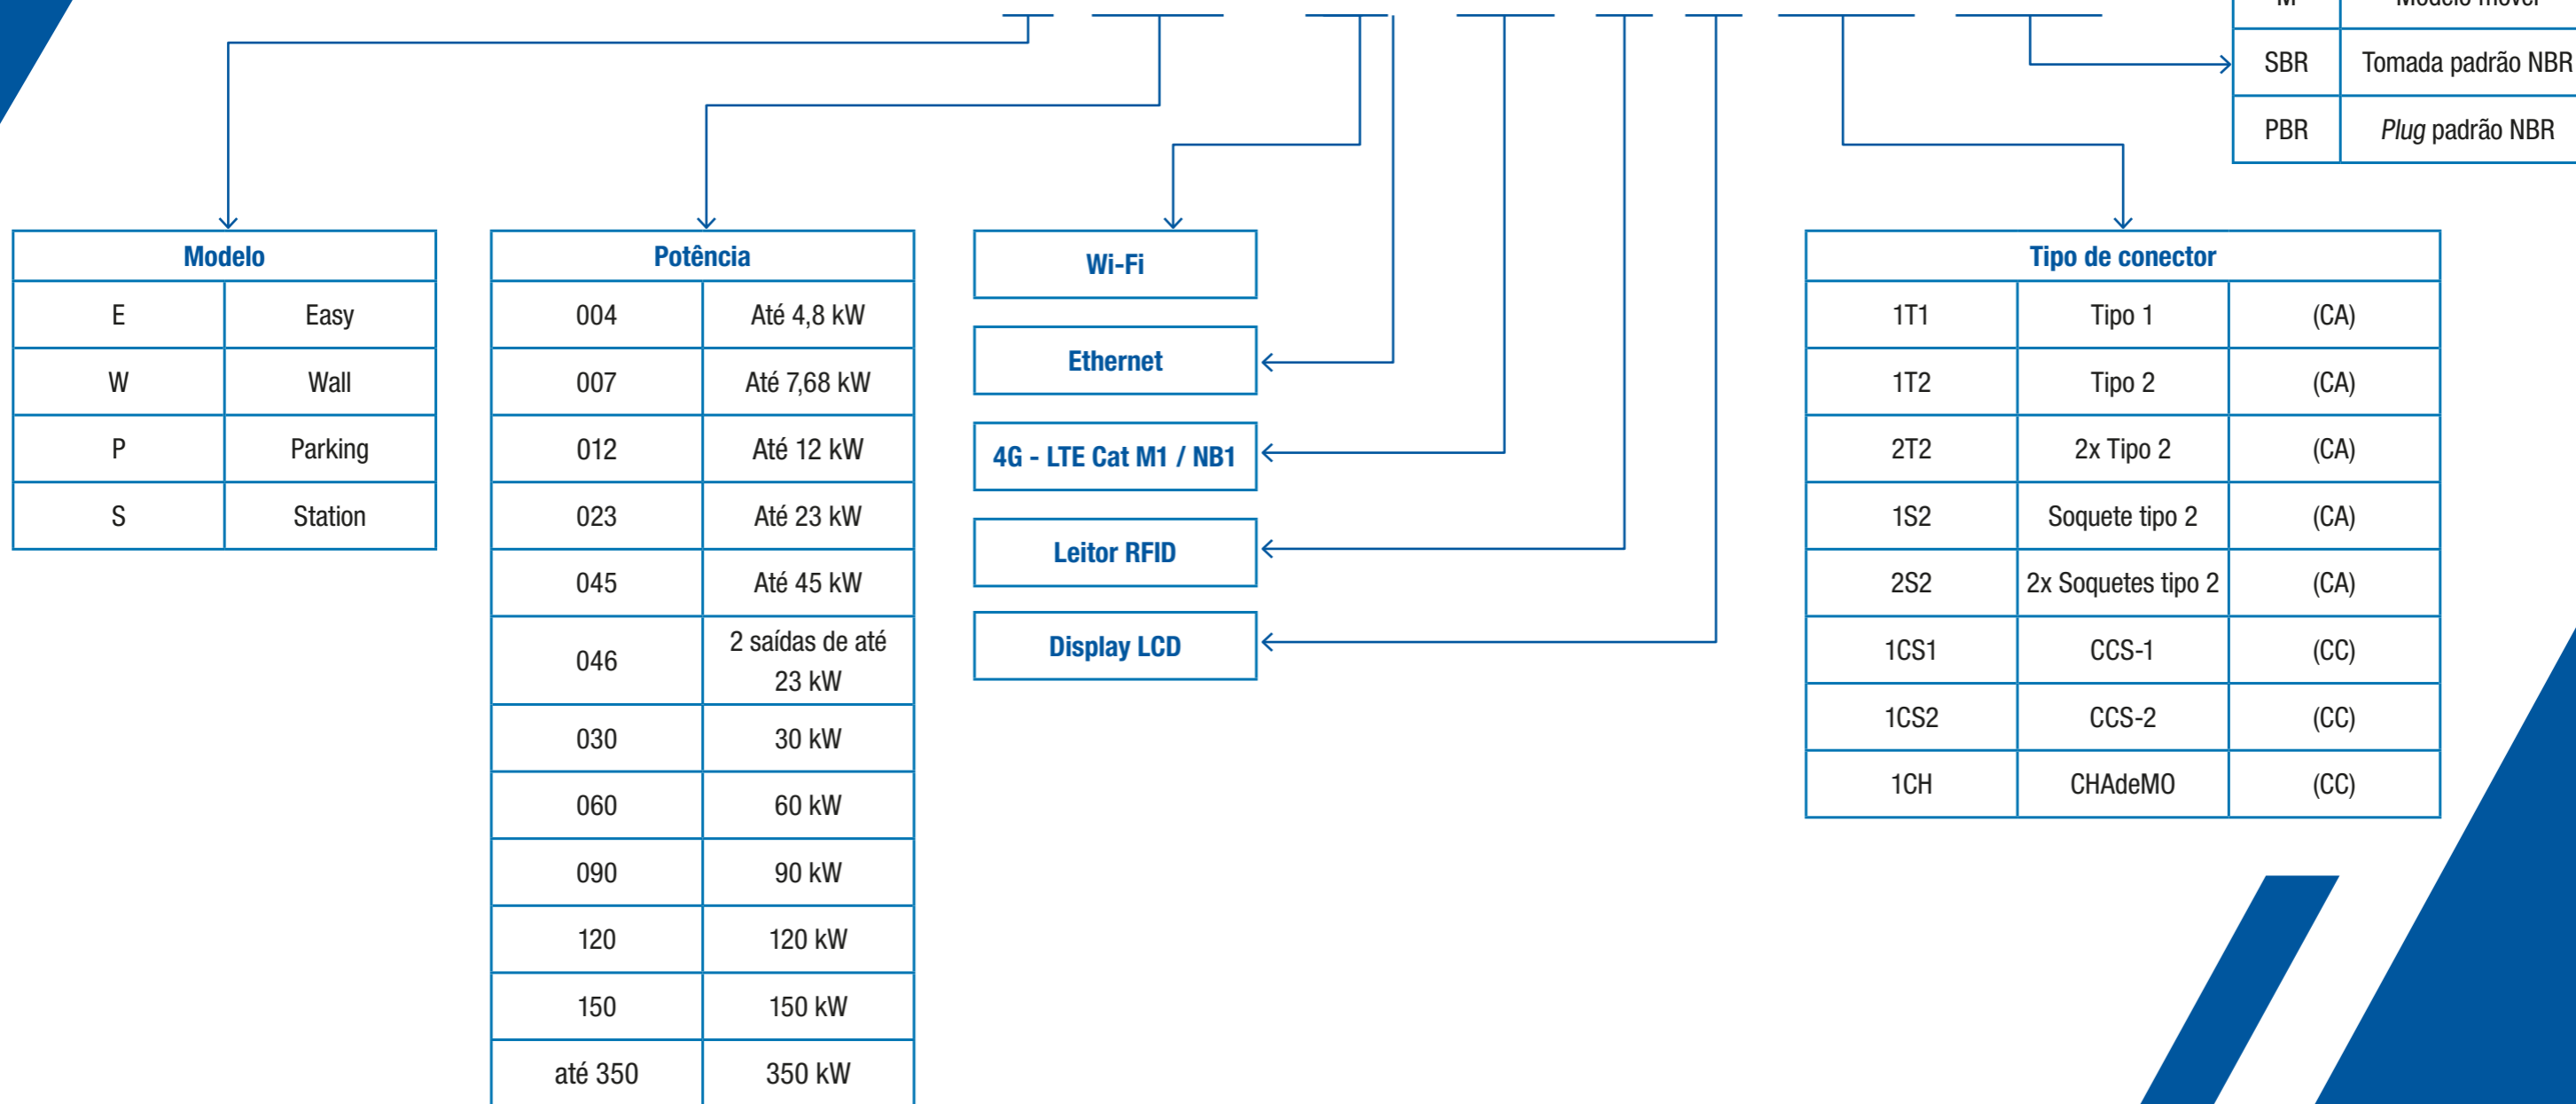 M Modelo móvel
SBR Tomada padrão NBR
PBR Plug padrão NBR
Modelo
E Easy
W Wall
P Parking
S Station
Potência
004 Até 4,8 kW
007 Até 7,68 kW
012 Até 12 kW
023 Até 23 kW
045 Até 45 kW
046 2 saídas de até
23 kW
030 30 kW
060 60 kW
090 90 kW
120 120 kW
150 150 kW
até 350 350 kW
Wi-Fi
Ethernet
4G - LTE Cat M1 / NB1
Leitor RFID
Display LCD
Tipo de conector
1T1 Tipo 1 (CA)
1T2 Tipo 2 (CA)
2T2 2x Tipo 2 (CA)
1S2 Soquete tipo 2 (CA)
2S2 2x Soquetes tipo 2 (CA)
1CS1 CCS-1 (CC)
1CS2 CCS-2 (CC)
1CH CHAdeMO (CC)